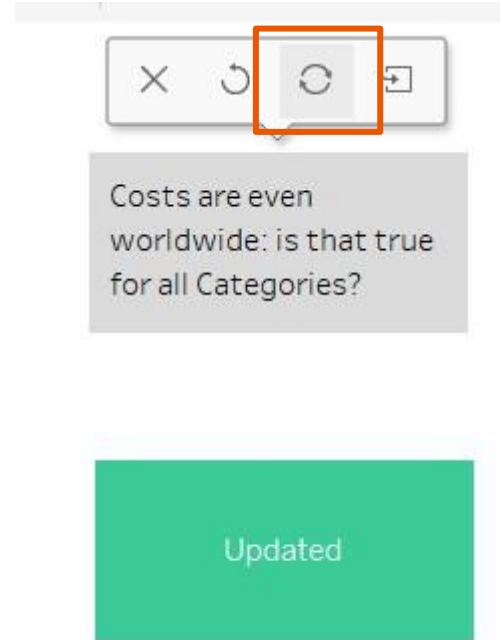 Costs are even
worldwide: is that true
for all Categories?
Updated